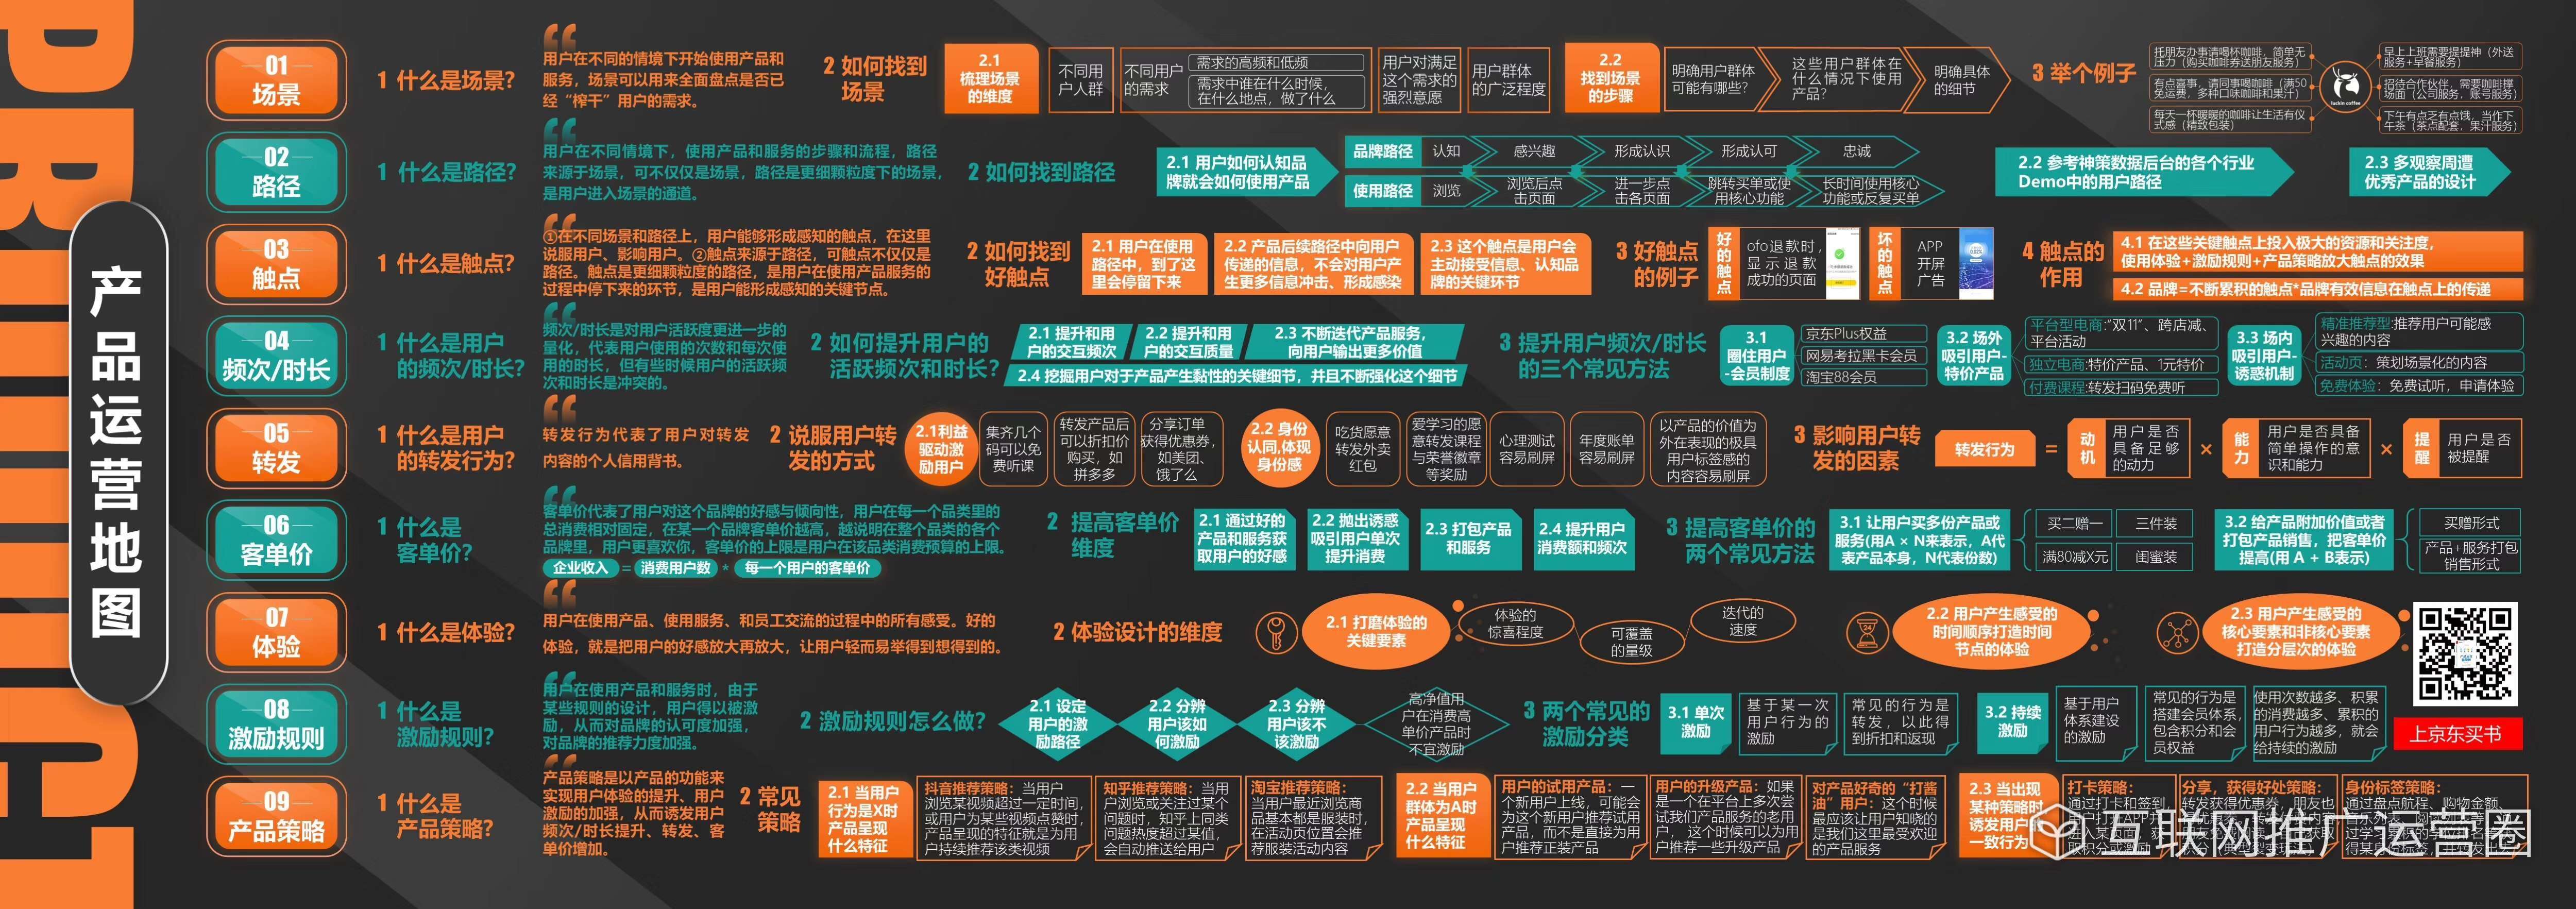 PRODUCT
产品运营地图
01
场景
1 什么是场景?
用户在不同的情境下开始使用产品和
服务，场景可以用来全面盘点是否已
经“榨干”用户的需求。
2 如何找到
场景
2.1
梳理场景
的维度
不同用
户人群
不同用户
的需求
需求的高频和低频
需求中谁在什么时候，
在什么地点，做了什么
用户对满足
这个需求的
强烈意愿
用户群体
的广泛程度
2.2
找到场景
的步骤
明确用户群体
可能有哪些?
这些用户群体在
什么情况下使用
产品?
明确具体
的细节
3 举个例子
托朋友办事请喝杯咖啡，简单无
压力（购买咖啡券送朋友服务）
有点喜事，请同事喝咖啡（满50
免运费，多种口味咖啡和果汁）
每天一杯暖暖的咖啡让生活有仪
式感（精致包装）
luckin coffee
早上上班需要提提神（外送
服务+早餐服务）
招待合作伙伴，需要咖啡撑
场面（公司服务，账号服务）
下午有点乏有点饿，当作下
午茶（茶点配套，果汁服务）
02
路径
1 什么是路径?
用户在不同情境下，使用产品和服务的步骤和流程，路径
来源于场景，可不仅仅是场景，路径是更细颗粒度下的场景，
是用户进入场景的通道。
2 如何找到路径
2.1 用户如何认知品
牌就会如何使用产品
品牌路径
认知
感兴趣
形成认识
形成认可
忠诚
使用路径
浏览
浏览后点
击页面
进一步点
击各页面
跳转买单或使
用核心功能
长时间使用核心
功能或反复买单
2.2 参考神策数据后台的各个行业
Demo中的用户路径
2.3 多观察周遭
优秀产品的设计
03
触点
1 什么是触点?
①在不同场景和路径上，用户能够形成感知的触点，在这里
说服用户、影响用户。②触点来源于路径，可触点不仅仅是
路径。触点是更细颗粒度的路径，是用户在使用产品服务的
过程中停下来的环节，是用户能形成感知的关键节点。
2 如何找到
好触点
2.1 用户在使用
路径中，到了这
里会停留下来
2.2 产品后续路径中向用户
传递的信息，不会对用户产
生更多信息冲击、形成感染
2.3 这个触点是用户会
主动接受信息、认知品
牌的关键环节
3 好触点
的例子
好的触点
ofo退款时，
显示退款
成功的页面
坏的触点
APP
开屏
广告
4 触点的
作用
4.1 在这些关键触点上投入极大的资源和关注度，
使用体验+激励规则+产品策略放大触点的效果
4.2 品牌=不断累积的触点*品牌有效信息在触点上的传递
04
频次/时长
1 什么是用户
的频次/时长?
频次/时长是对用户活跃度更进一步的
量化，代表用户使用的次数和每次使
用的时长，但有些时候用户的活跃频
次和时长是冲突的。
2 如何提升用户的
活跃频次和时长?
2.1 提升和用
户的交互频次
2.2 提升和用
户的交互质量
2.3 不断迭代产品服务，
向用户输出更多价值
2.4 挖掘用户对于产品产生黏性的关键细节，并且不断强化这个细节
3 提升用户频次/时长
的三个常见方法
3.1
圈住用户
-会员制度
京东Plus权益
网易考拉黑卡会员
淘宝88会员
3.2 场外
吸引用户-
特价产品
平台型电商:“双11”、跨店减、
平台活动
独立电商:特价产品、1元特价
付费课程:转发扫码免费听
3.3 场内
吸引用户-
诱惑机制
精准推荐型:推荐用户可能感
兴趣的内容
活动页：策划场景化的内容
免费体验：免费试听，申请体验
05
转发
1 什么是用户
的转发行为?
转发行为代表了用户对转发
内容的个人信用背书。
2 说服用户转
发的方式
2.1利益
驱动激
励用户
集齐几个
码可以免
费听课
转发产品后
可以折扣价
购买，如
拼多多
分享订单
获得优惠券，
如美团、
饿了么
2.2 身份
认同,体现
身份感
吃货愿意
转发外卖
红包
爱学习的愿
意转发课程
与荣誉徽章
等奖励
心理测试
容易刷屏
年度账单
容易刷屏
以产品的价值为
外在表现的极具
用户标签感的
内容容易刷屏
3 影响用户转
发的因素
转发行为
=
动机
用户是否
具备足够
的动力
×
能力
用户是否具备
简单操作的意
识和能力
×
提醒
用户是否
被提醒
06
客单价
1 什么是
客单价?
客单价代表了用户对这个品牌的好感与倾向性，用户在每一个品类里的
总消费相对固定，在某一个品牌客单价越高，越说明在整个品类的各个
品牌里，用户更喜欢你，客单价的上限是用户在该品类消费预算的上限。
企业收入 = 消费用户数 * 每一个用户的客单价
2 提高客单价
维度
2.1 通过好的
产品和服务获
取用户的好感
2.2 抛出诱惑
吸引用户单次
提升消费
2.3 打包产品
和服务
2.4 提升用户
消费额和频次
3 提高客单价的
两个常见方法
3.1 让用户买多份产品或
服务(用A × N来表示，A代
表产品本身，N代表份数)
买二赠一
三件装
满80减X元
闺蜜装
3.2 给产品附加价值或者
打包产品销售，把客单价
提高(用 A + B表示)
买赠形式
产品+服务打包
销售形式
07
体验
1 什么是体验?
用户在使用产品、使用服务、和员工交流的过程中的所有感受。好的
体验，就是把用户的好感放大再放大，让用户轻而易举得到想得到的。
2 体验设计的维度
2.1 打磨体验的
关键要素
体验的
惊喜程度
可覆盖
的量级
迭代的
速度
24
2.2 用户产生感受的
时间顺序打造时间
节点的体验
2.3 用户产生感受的
核心要素和非核心要素
打造分层次的体验
08
激励规则
1 什么是
激励规则?
用户在使用产品和服务时，由于
某些规则的设计，用户得以被激
励，从而对品牌的认可度加强，
对品牌的推荐力度加强。
2 激励规则怎么做?
2.1 设定
用户的激
励路径
2.2 分辨
用户该如
何激励
2.3 分辨
用户该不
该激励
高净值用
户在消费高
单价产品时
不宜激励
3 两个常见的
激励分类
3.1 单次
激励
基于某一次
用户行为的
激励
常见的行为是
转发，以此得
到折扣和返现
3.2 持续
激励
基于用户
体系建设
的激励
常见的行为是
搭建会员体系，
包含积分和会
员权益
使用次数越多、积累
的消费越多、累积的
用户行为越多，就会
给持续的激励
上京东买书
09
产品策略
1 什么是
产品策略?
产品策略是以产品的功能来
实现用户体验的提升、用户
激励的加强，从而诱发用户
频次/时长提升、转发、客
单价增加。
2 常见
策略
2.1 当用户
行为是X时
产品呈现
什么特征
抖音推荐策略：当用户
浏览某视频超过一定时间，
或用户为某些视频点赞时，
产品呈现的特征就是为用
户持续推荐该类视频
知乎推荐策略：当用
户浏览或关注过某个
问题时，知乎上同类
问题热度超过某值，
会自动推送给用户
淘宝推荐策略：
当用户最近浏览商
品基本都是服装时，
在活动页位置会推
荐服装活动内容
2.2 当用户
群体为A时
产品呈现
什么特征
用户的试用产品：一
个新用户上线，可能会
为这个新用户推荐试用
产品，而不是直接为用
户推荐正装产品
用户的升级产品：如果
是一个在平台上多次尝
试我们产品服务的老用
户，这个时候可以为用
户推荐一些升级产品
对产品好奇的“打酱
油”用户：这个时候
最应该让用户知晓的
是我们这里最受欢迎
的产品服务
2.3 当出现
某种策略时
诱发用户的
一致行为
打卡策略：
通过打卡和签到，
分享，获得好处策略：
转发获得优惠券，朋友也
身份标签策略：
通过盘点航程、购物金额、
互联网推广运营圈